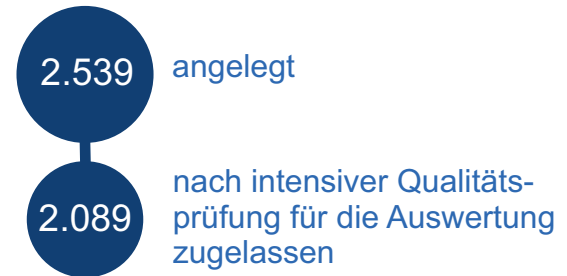 2.539 angelegt
nach intensiver Qualitäts-
2.089 prüfung für die Auswertung
zugelassen